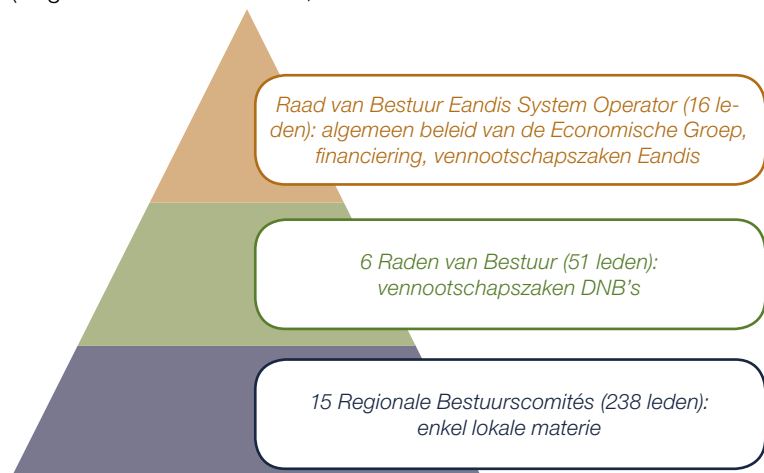 Raad van Bestuur Eandis System Operator (16 le-
den): algemeen beleid van de Economische Groep,
financiering, vennootschapszaken Eandis
6 Raden van Bestuur (51 leden):
vennootschapszaken DNB's
15 Regionale Bestuurscomités (238 leden):
enkel lokale materie